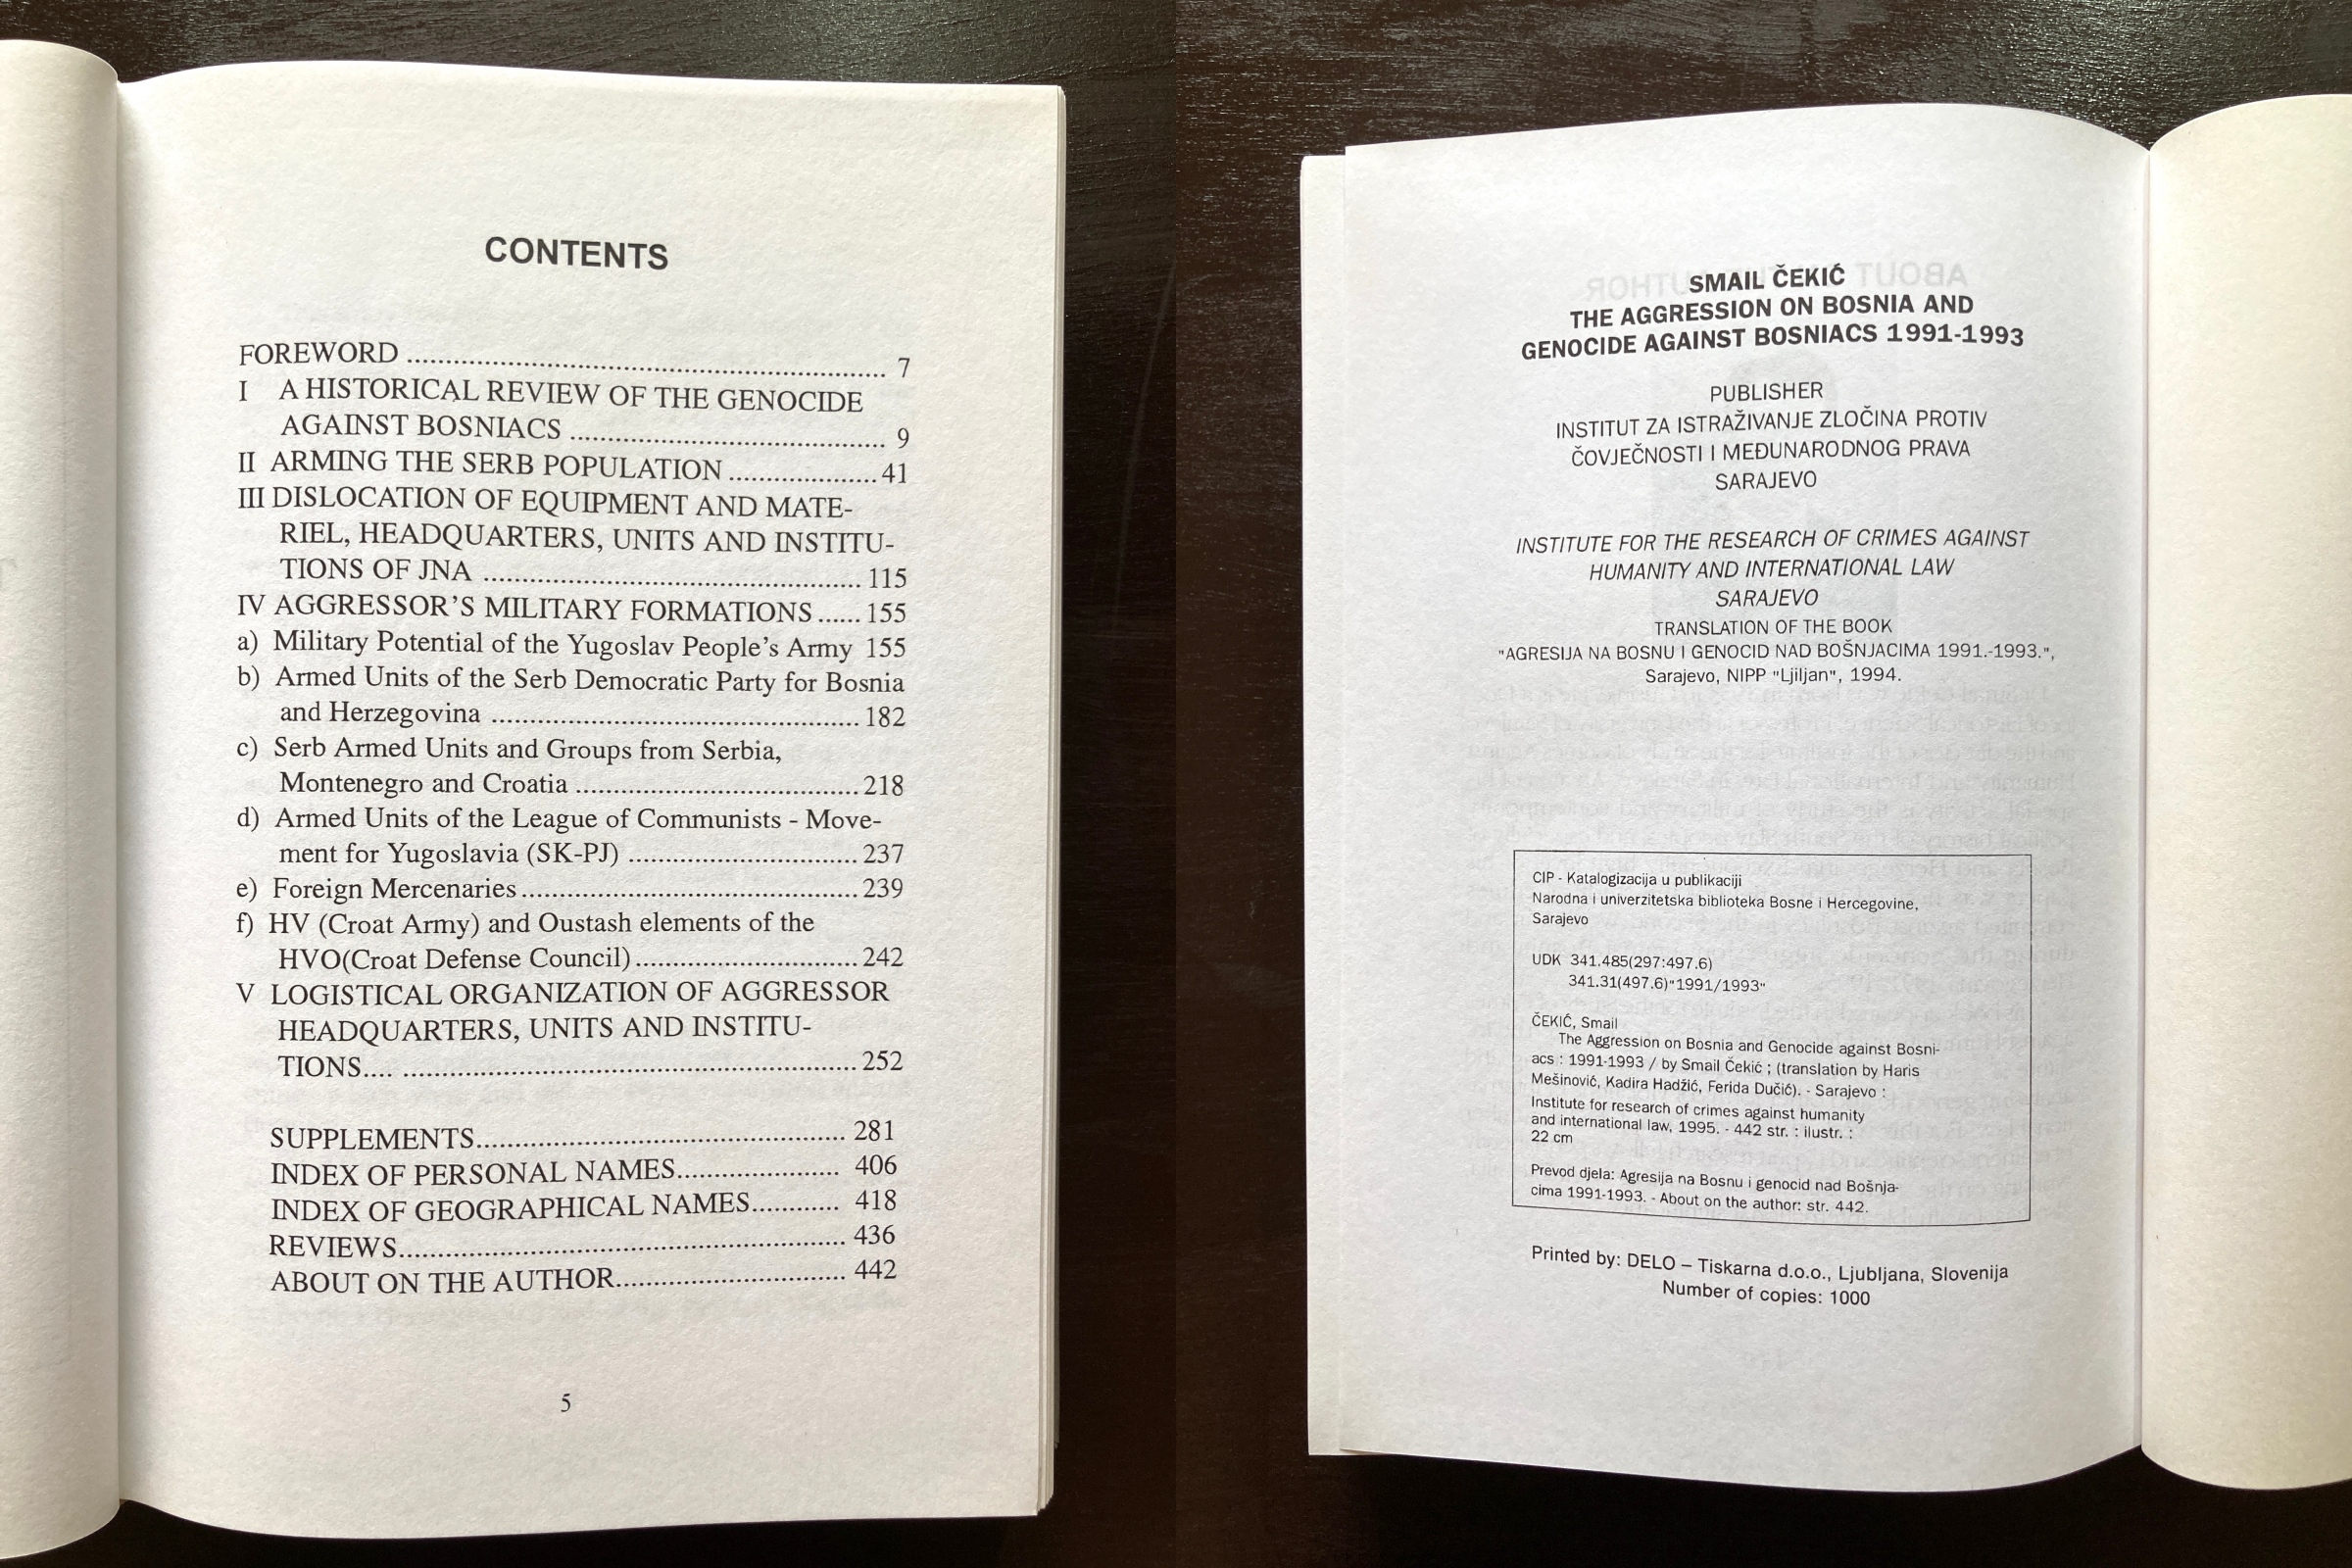 CONTENTS
FOREWORD ........................................................................... 7
I A HISTORICAL REVIEW OF THE GENOCIDE
AGAINST BOSNIACS .................................................. 9
II ARMING THE SERB POPULATION ....................... 41
III DISLOCATION OF EQUIPMENT AND MATE-
RIEL, HEADQUARTERS, UNITS AND INSTITU-
TIONS OF JNA ............................................................ 115
IV AGGRESSOR'S MILITARY FORMATIONS ...... 155
a) Military Potential of the Yugoslav People's Army 155
b) Armed Units of the Serb Democratic Party for Bosnia
and Herzegovina ........................................................ 182
c) Serb Armed Units and Groups from Serbia,
Montenegro and Croatia ........................................... 218
d) Armed Units of the League of Communists - Move-
ment for Yugoslavia (SK-PJ) .................................... 237
e) Foreign Mercenaries .................................................... 239
f) HV (Croat Army) and Oustash elements of the
HVO(Croat Defense Council) .................................. 242
V LOGISTICAL ORGANIZATION OF AGGRESSOR
HEADQUARTERS, UNITS AND INSTITU-
TIONS.... ..................................................................... 252
SUPPLEMENTS......................................................... 281
INDEX OF PERSONAL NAMES......................... 406
INDEX OF GEOGRAPHICAL NAMES............ 418
REVIEWS..................................................................... 436
ABOUT ON THE AUTHOR................................... 442
5
SMAIL ČEKIĆ
THE AGGRESSION ON BOSNIA AND
GENOCIDE AGAINST BOSNIACS 1991-1993
PUBLISHER
INSTITUT ZA ISTRAŽIVANJE ZLOČINA PROTIV
ČOVJEČNOSTI I MEĐUNARODNOG PRAVA
SARAJEVO
INSTITUTE FOR THE RESEARCH OF CRIMES AGAINST
HUMANITY AND INTERNATIONAL LAW
SARAJEVO
TRANSLATION OF THE BOOK
"AGRESIJA NA BOSNU I GENOCID NAD BOŠNJACIMA 1991.-1993.",
Sarajevo, NIPP "Ljiljan", 1994.
CIP - Katalogizacija u publikaciji
Narodna i univerzitetska biblioteka Bosne i Hercegovine,
Sarajevo
UDK 341.485(297:497.6)
341.31(497.6)"1991/1993"
ČEKIĆ, Smail
The Aggression on Bosnia and Genocide against Bosni-
acs : 1991-1993 / by Smail Čekić ; (translation by Haris
Mešinović, Kadira Hadžić, Ferida Dučić). - Sarajevo :
Institute for research of crimes against humanity
and international law, 1995. - 442 str. : ilustr. :
22 cm
Prevod djela: Agresija na Bosnu i genocid nad Bošnja-
cima 1991-1993. - About on the author: str. 442.
Printed by: DELO – Tiskarna d.o.o., Ljubljana, Slovenija
Number of copies: 1000